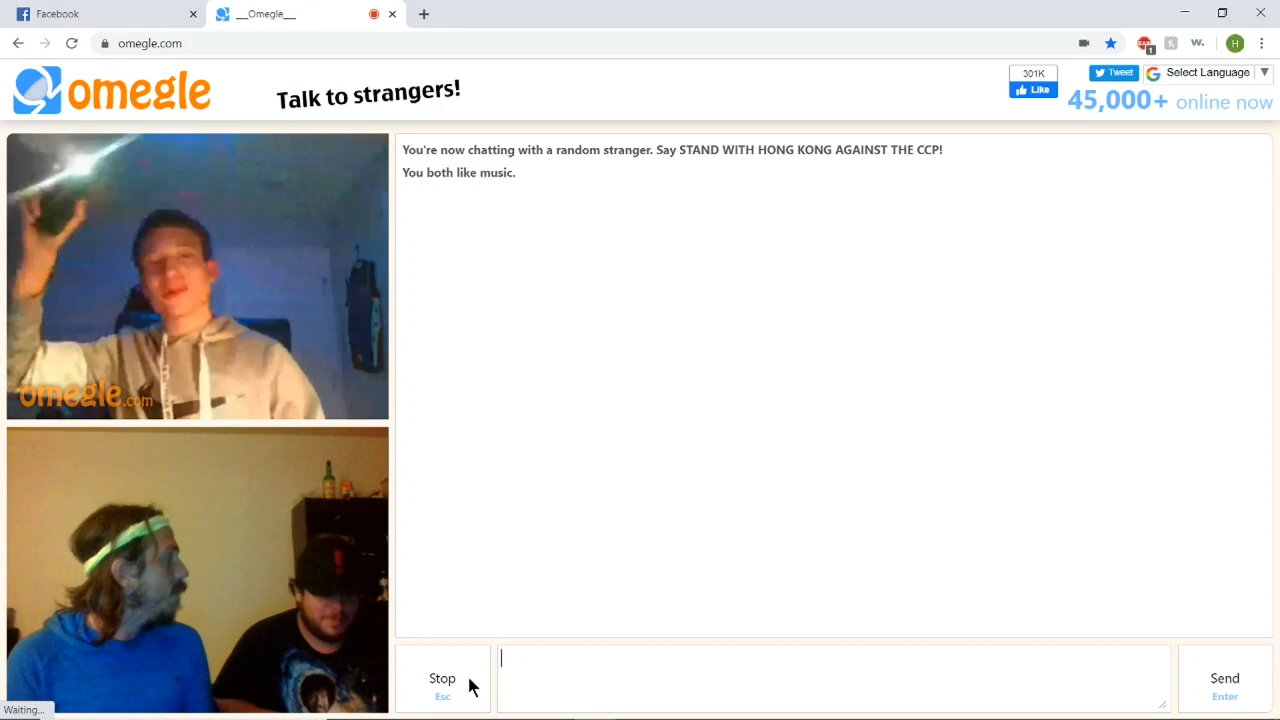 Facebook
__Omegle__
omegle.com
1
W.
H
omegle
Talk to strangers!
301K
Like
Tweet
Select Language
45,000+ online now
You're now chatting with a random stranger. Say STAND WITH HONG KONG AGAINST THE CCP!
You both like music.
omegle.com
Stop
Esc
Send
Enter
Waiting...